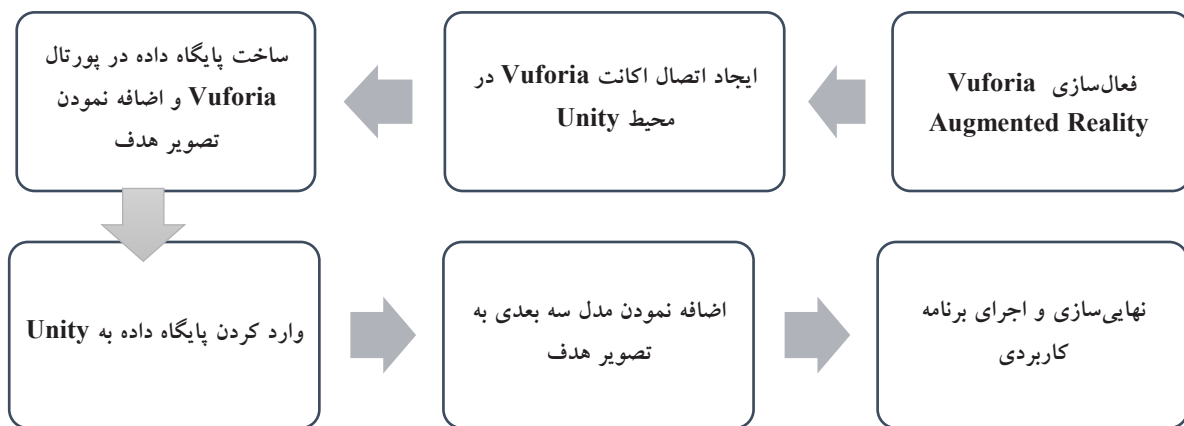 فعال‌سازی Vuforia
Augmented Reality
ایجاد اتصال اکانت Vuforia در
محیط Unity
ساخت پایگاه داده در پورتال
Vuforia و اضافه نمودن
تصویر هدف
وارد کردن پایگاه داده به Unity
اضافه نمودن مدل سه بعدی به
تصویر هدف
نهایی‌سازی و اجرای برنامه
کاربردی